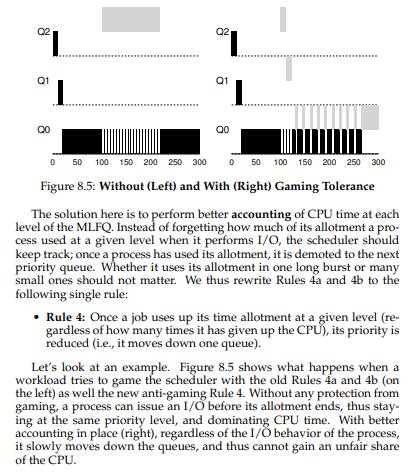 Q2
Q1
Q0
0 50 100 150 200 250 300
Q2
Q1
Q0
0 50 100 150 200 250 300
Figure 8.5: Without (Left) and With (Right) Gaming Tolerance
The solution here is to perform better accounting of CPU time at each
level of the MLFQ. Instead of forgetting how much of its allotment a pro-
cess used at a given level when it performs I/O, the scheduler should
keep track; once a process has used its allotment, it is demoted to the next
priority queue. Whether it uses its allotment in one long burst or many
small ones should not matter. We thus rewrite Rules 4a and 4b to the
following single rule:
• Rule 4: Once a job uses up its time allotment at a given level (re-
gardless of how many times it has given up the CPU), its priority is
reduced (i.e., it moves down one queue).
Let's look at an example. Figure 8.5 shows what happens when a
workload tries to game the scheduler with the old Rules 4a and 4b (on
the left) as well the new anti-gaming Rule 4. Without any protection from
gaming, a process can issue an I/O before its allotment ends, thus stay-
ing at the same priority level, and dominating CPU time. With better
accounting in place (right), regardless of the I/O behavior of the process,
it slowly moves down the queues, and thus cannot gain an unfair share
of the CPU.